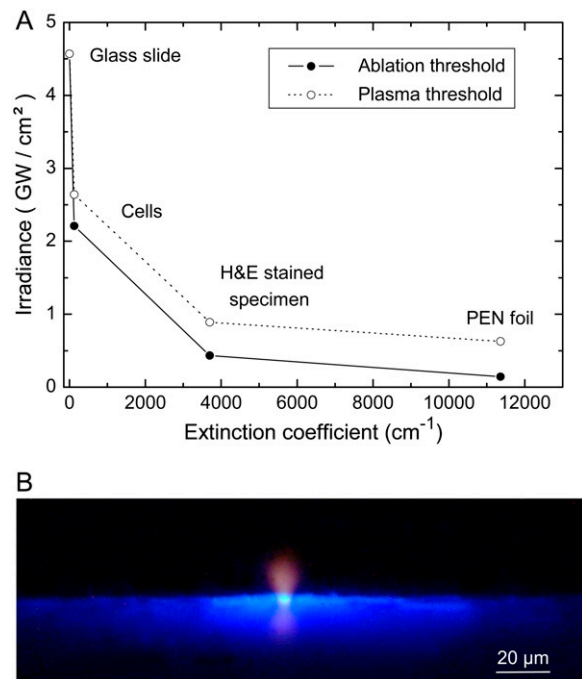 A
5
4
3
2
1
0
Irradiance ( GW / cm²)
Glass slide
Cells
H&E stained
specimen
PEN foil
Ablation threshold
Plasma threshold
0 2000 4000 6000 8000 10000 12000
Extinction coefficient (cm⁻¹)
B
20 µm